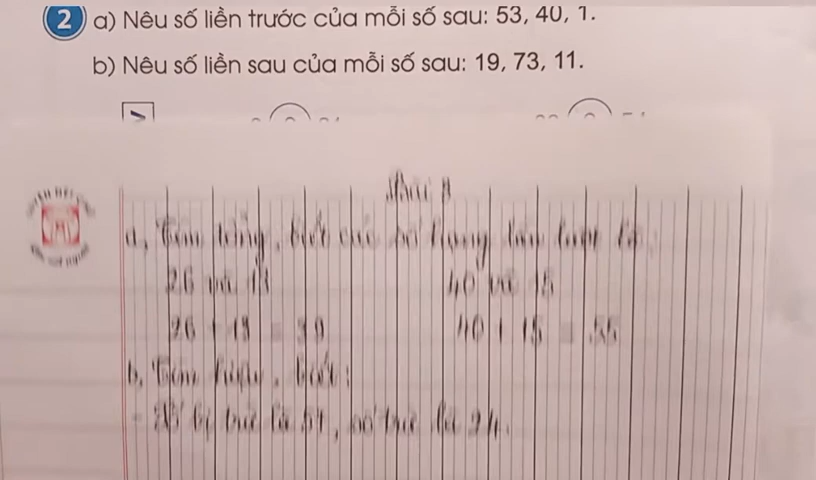 2 a) Nêu số liền trước của mỗi số sau: 53, 40, 1.
b) Nêu số liền sau của mỗi số sau: 19, 73, 11.
a, Tìm tổng, biết các số hạng lần lượt là:
26 và 13 40 và 15
26 + 13 = 39 40 + 15 = 55
b, Tìm hiệu, biết:
- Số bị trừ là 57, số trừ là 24.